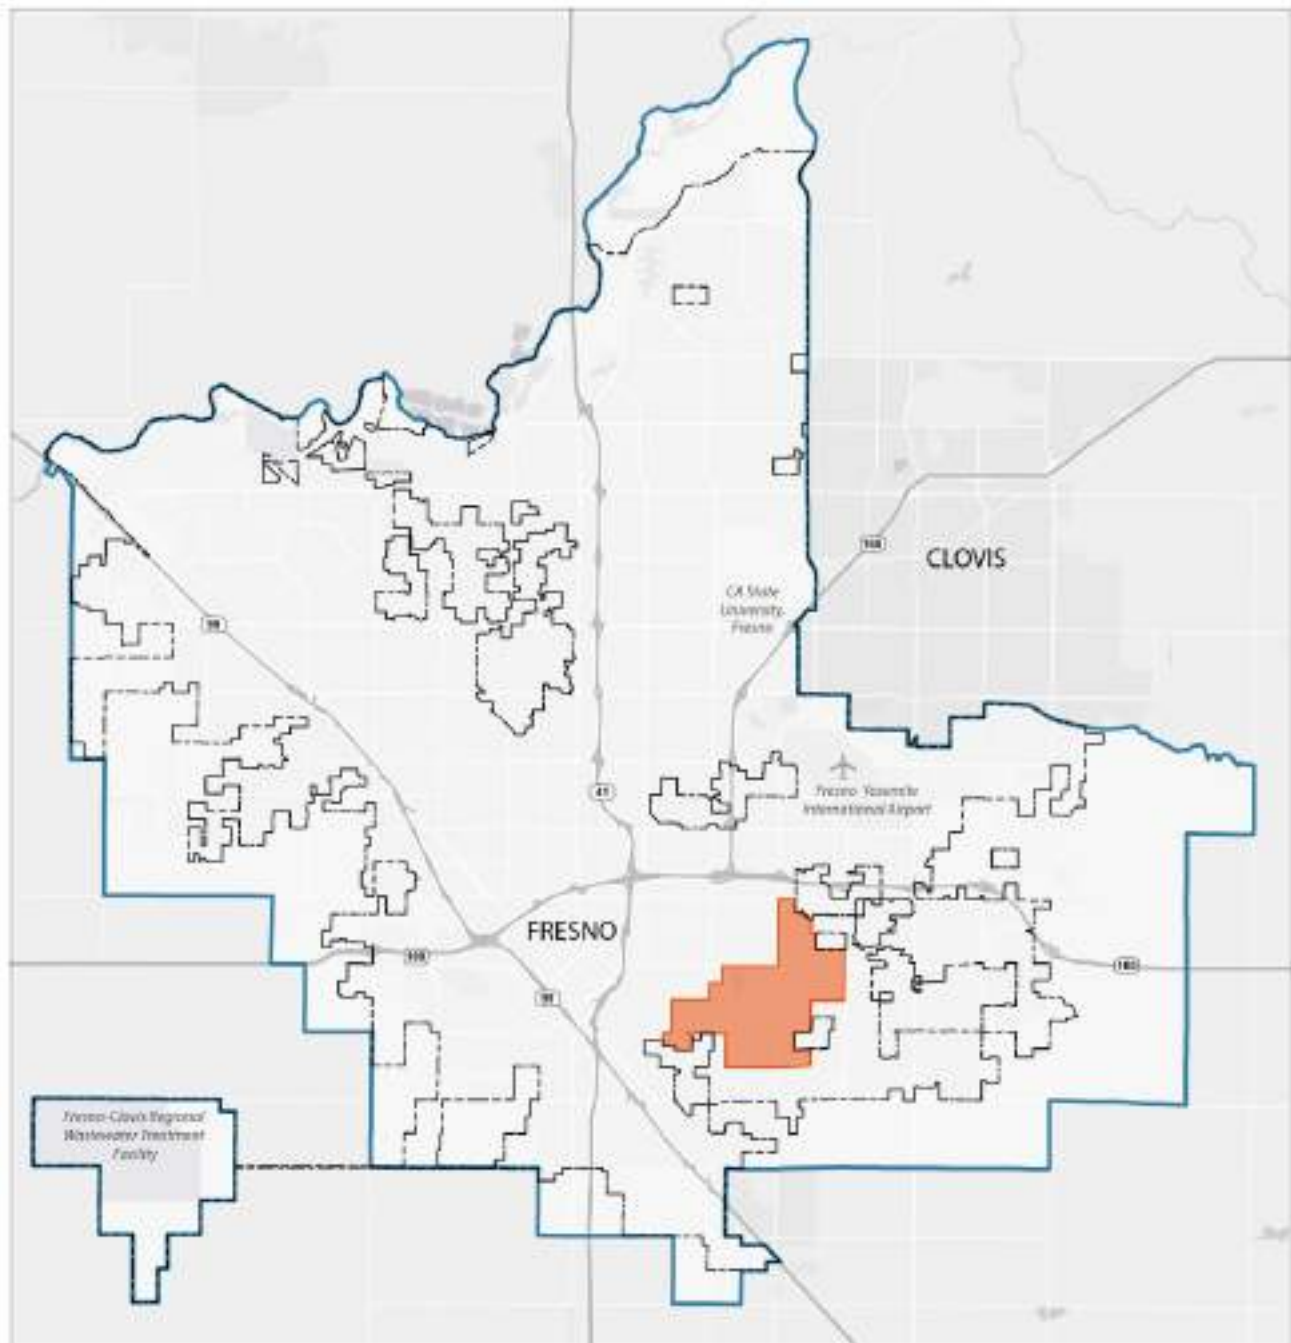 168
CLOVIS
CA State
University,
Fresno
99
41
Fresno Yosemite
International Airport
FRESNO
180
180
99
Fresno-Clovis Regional
Wastewater Treatment
Facility